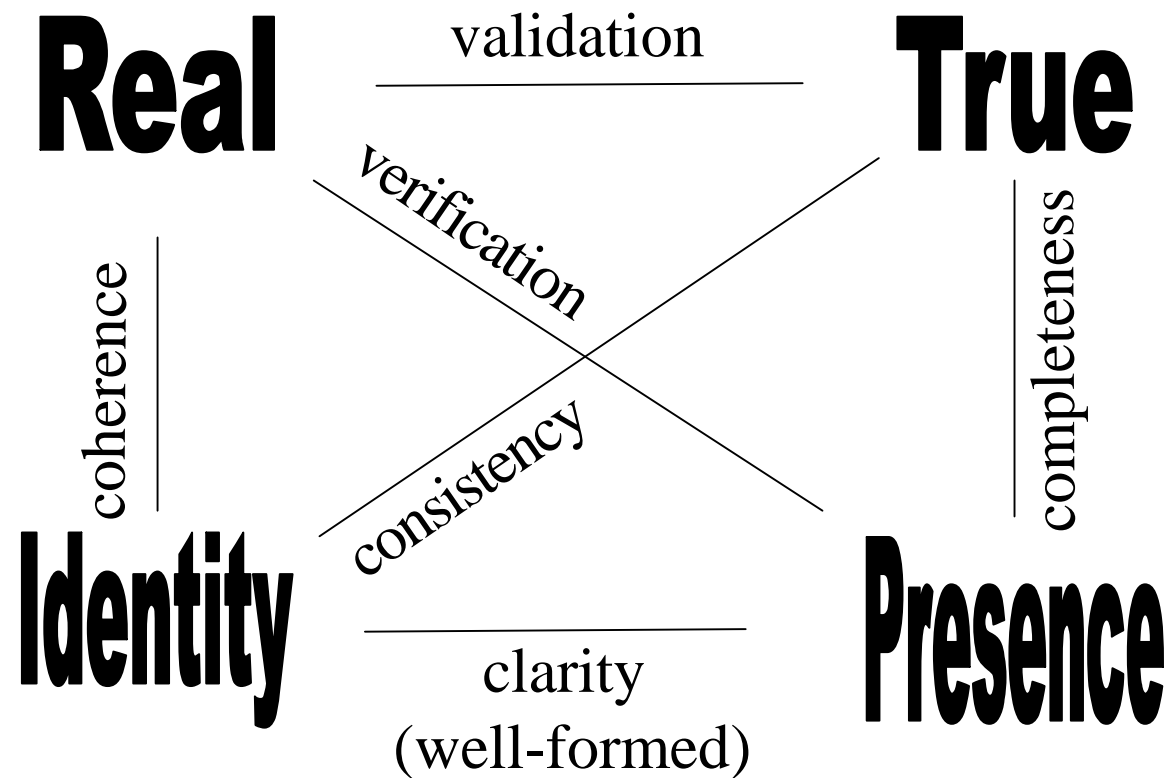 validation
Real True
verification
coherence
completeness
consistency
Identity Presence
clarity
(well-formed)